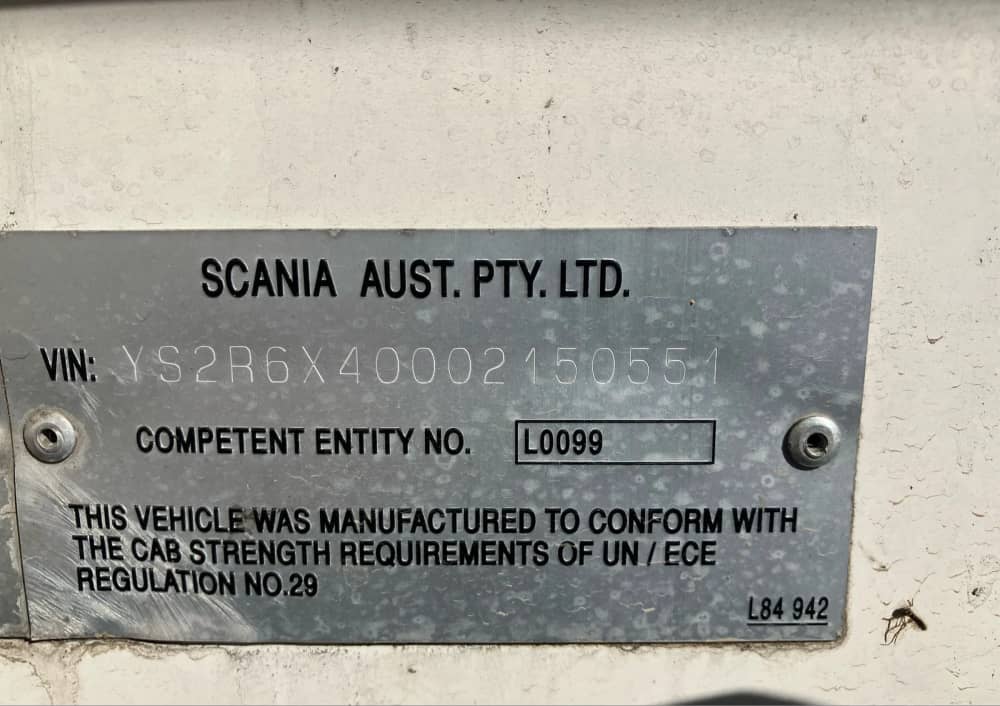 SCANIA AUST. PTY. LTD.
VIN: YS2R6X40002150551
COMPETENT ENTITY NO. L0099
THIS VEHICLE WAS MANUFACTURED TO CONFORM WITH
THE CAB STRENGTH REQUIREMENTS OF UN / ECE
REGULATION NO.29
L84 942